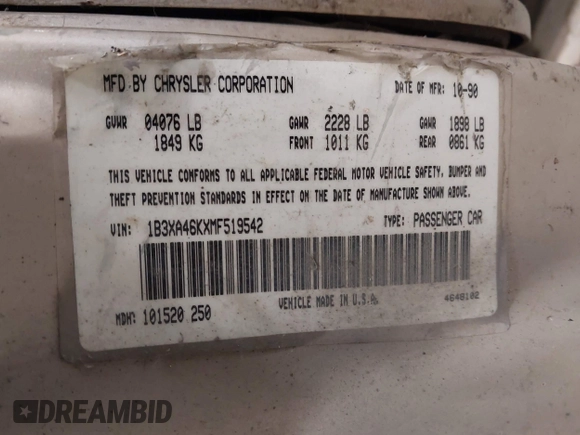 MFD BY CHRYSLER CORPORATION DATE OF MFR: 10-90
GVWR 04076 LB GAWR 2228 LB GAWR 1898 LB
1849 KG FRONT 1011 KG REAR 0861 KG
THIS VEHICLE CONFORMS TO ALL APPLICABLE FEDERAL MOTOR VEHICLE SAFETY, BUMPER AND
THEFT PREVENTION STANDARDS IN EFFECT ON THE DATE OF MANUFACTURE SHOWN ABOVE.
VIN: 1B3XA46KXMF519542 TYPE: PASSENGER CAR
VEHICLE MADE IN U.S.A. 4648102
MDH: 101520 250
DREAMBID